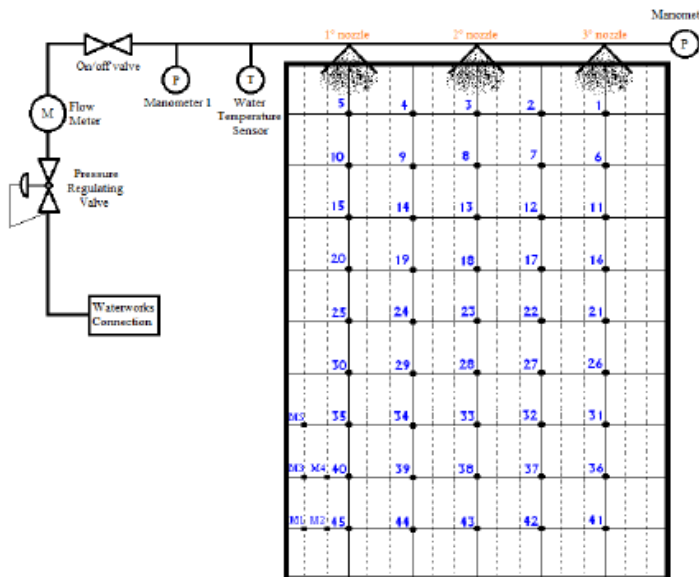 Manomet
1° nozzle 2° nozzle 3° nozzle
P
On/off valve
P T
Manometer 1 Water
Temperature
Sensor
M Flow
Meter
Pressure
Regulating
Valve
Waterworks
Connection
5 4 3 2 1
10 9 8 7 6
15 14 13 12 11
20 19 18 17 16
25 24 23 22 21
30 29 28 27 26
M5 35 34 33 32 31
M3 M4 40 39 38 37 36
M1 M2 45 44 43 42 41